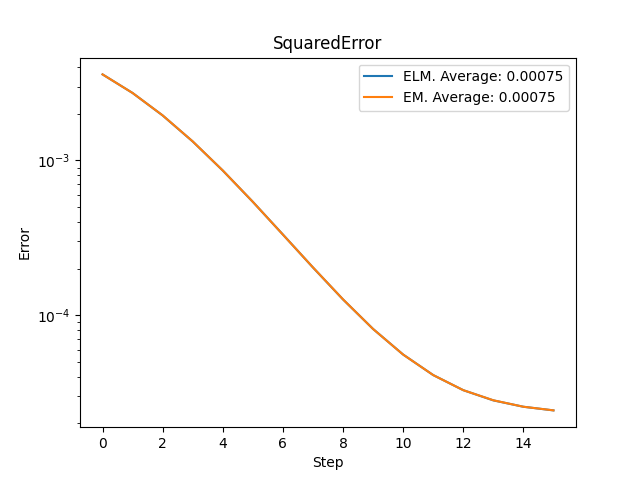 SquaredError
ELM. Average: 0.00075
EM. Average: 0.00075
10⁻³
10⁻⁴
Error
0 2 4 6 8 10 12 14
Step